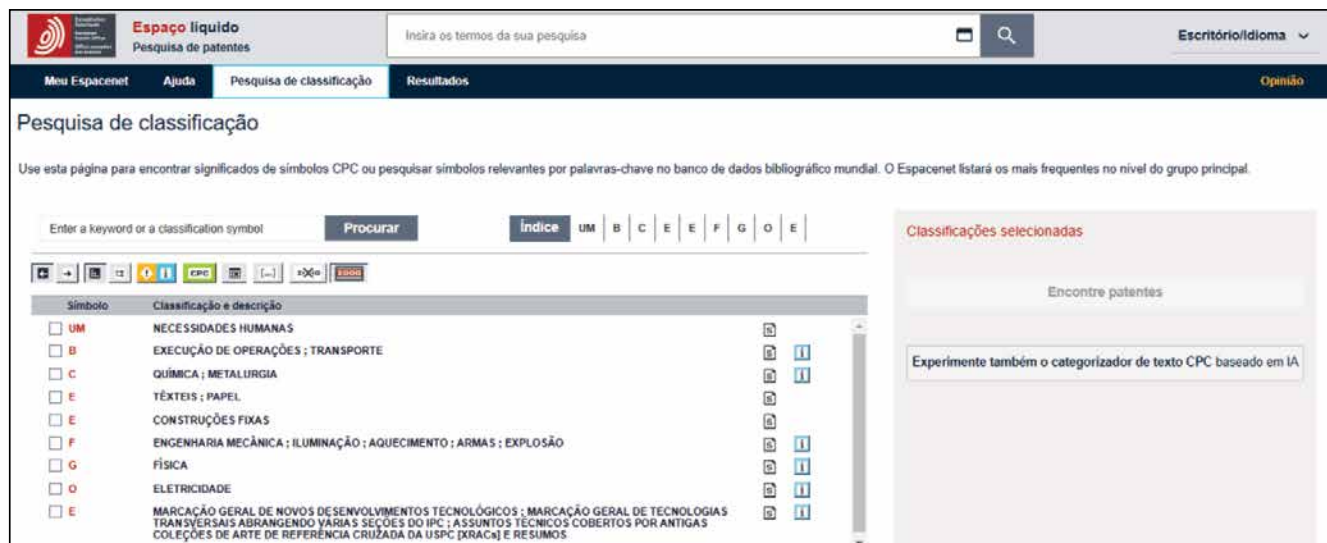 Espaço líquido
Pesquisa de patentes
Insira os termos da sua pesquisa
Escritório/Idioma
Meu Espacenet Ajuda Pesquisa de classificação Resultados Opinião
Pesquisa de classificação
Use esta página para encontrar significados de símbolos CPC ou pesquisar símbolos relevantes por palavras-chave no banco de dados bibliográfico mundial. O Espacenet listará os mais frequentes no nível do grupo principal.
Enter a keyword or a classification symbol Procurar Índice UM B C E E F G O E
Classificações selecionadas
CPC
Encontre patentes
Experimente também o categorizador de texto CPC baseado em IA
Símbolo Classificação e descrição
UM NECESSIDADES HUMANAS S
B EXECUÇÃO DE OPERAÇÕES ; TRANSPORTE S i
C QUÍMICA ; METALURGIA S i
E TÊXTEIS ; PAPEL S
E CONSTRUÇÕES FIXAS S
F ENGENHARIA MECÂNICA ; ILUMINAÇÃO ; AQUECIMENTO ; ARMAS ; EXPLOSÃO S i
G FÍSICA S i
O ELETRICIDADE S i
E MARCAÇÃO GERAL DE NOVOS DESENVOLVIMENTOS TECNOLÓGICOS ; MARCAÇÃO GERAL DE TECNOLOGIAS S i
TRANSVERSAIS ABRANGENDO VÁRIAS SEÇÕES DO IPC ; ASSUNTOS TÉCNICOS COBERTOS POR ANTIGAS
COLEÇÕES DE ARTE DE REFERÊNCIA CRUZADA DA USPC [XRACs] E RESUMOS